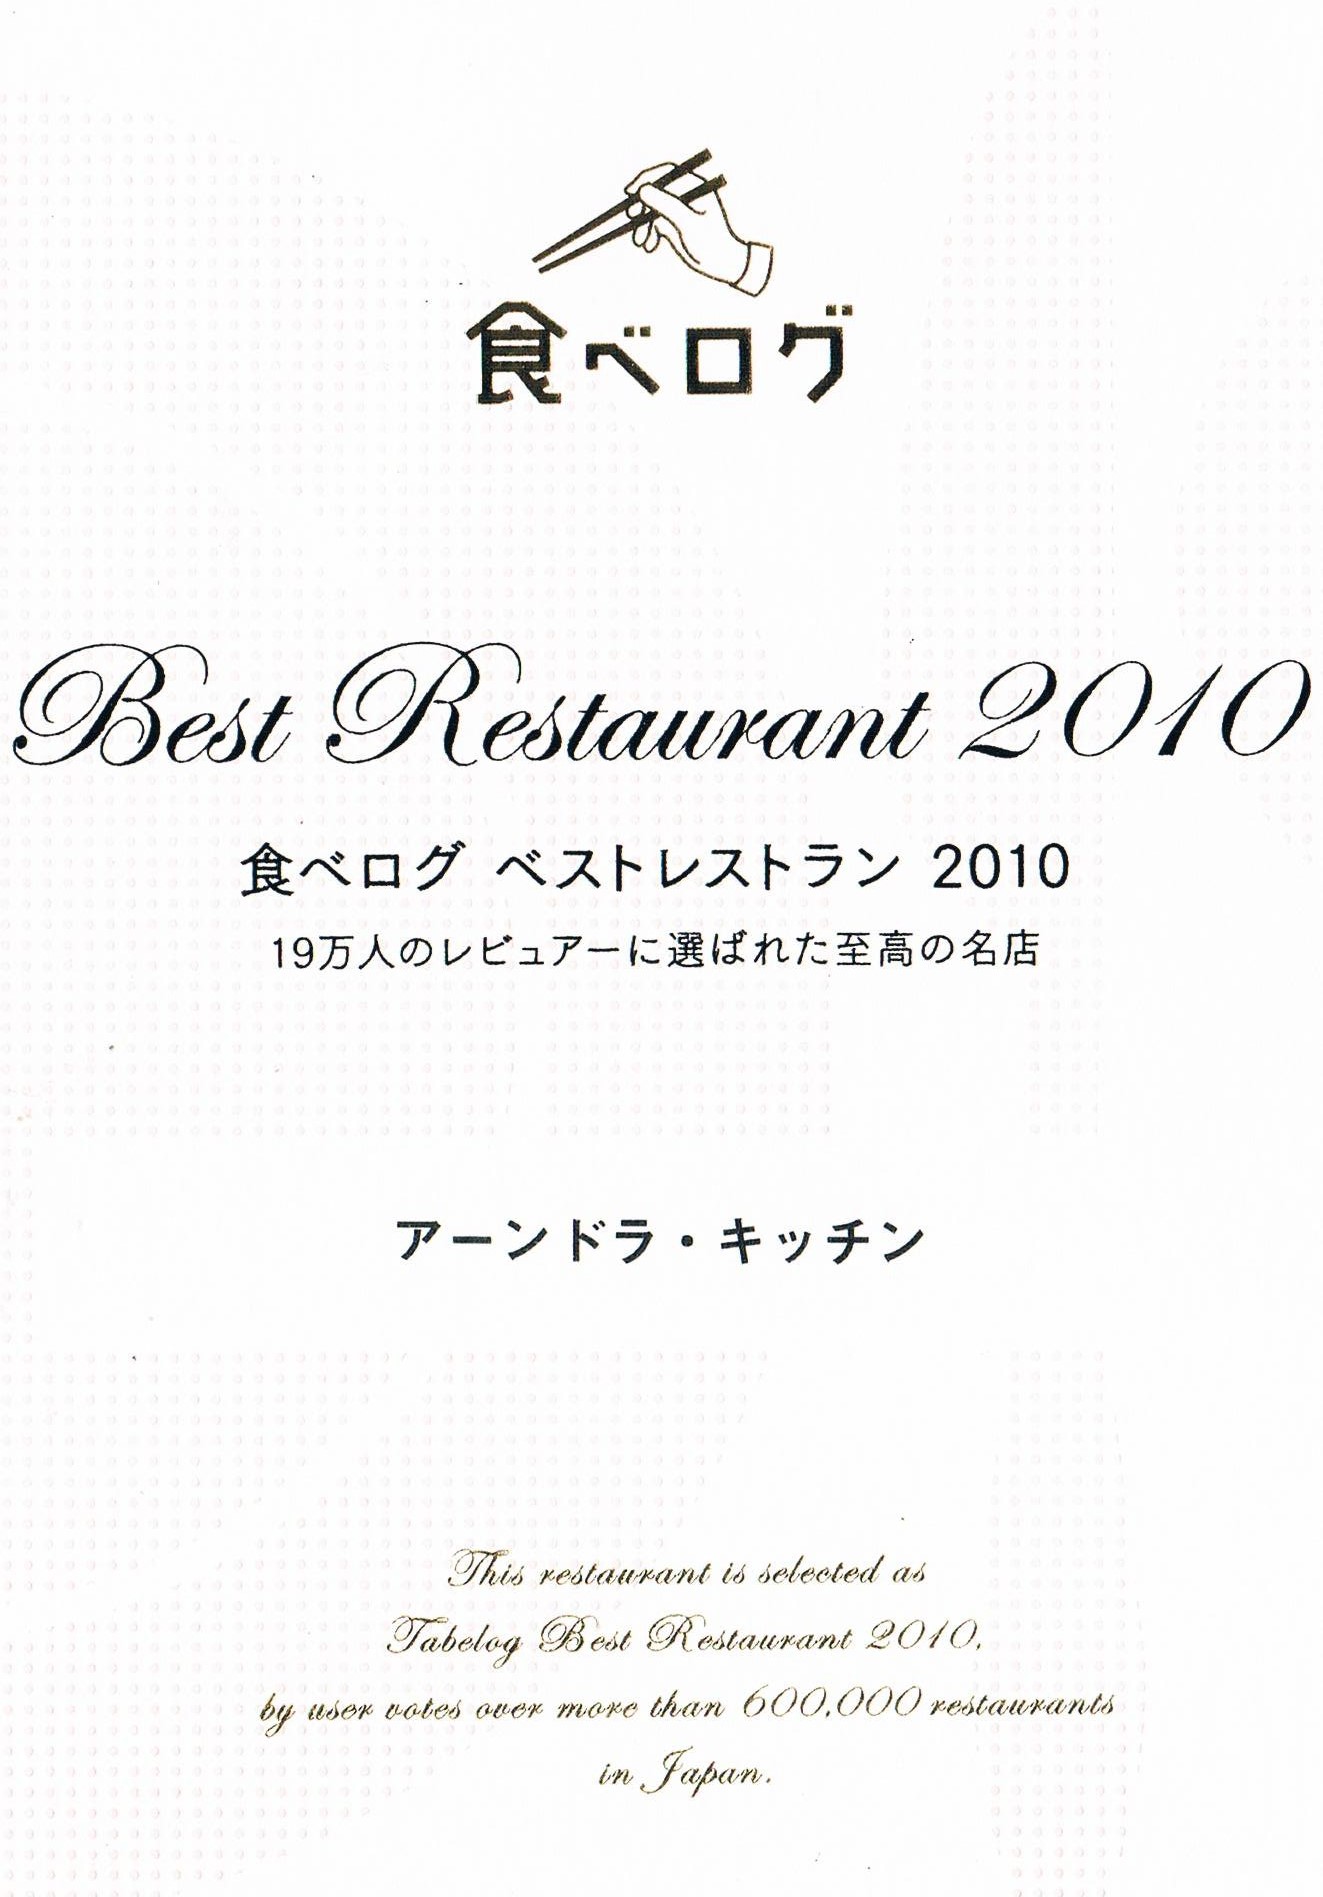 食べログ
Best Restaurant 2010
食べログ ベストレストラン 2010
19万人のレビュアーに選ばれた至高の名店
アーンドラ・キッチン
This restaurant is selected as
Tabelog Best Restaurant 2010,
by user votes over more than 600,000 restaurants
in Japan.